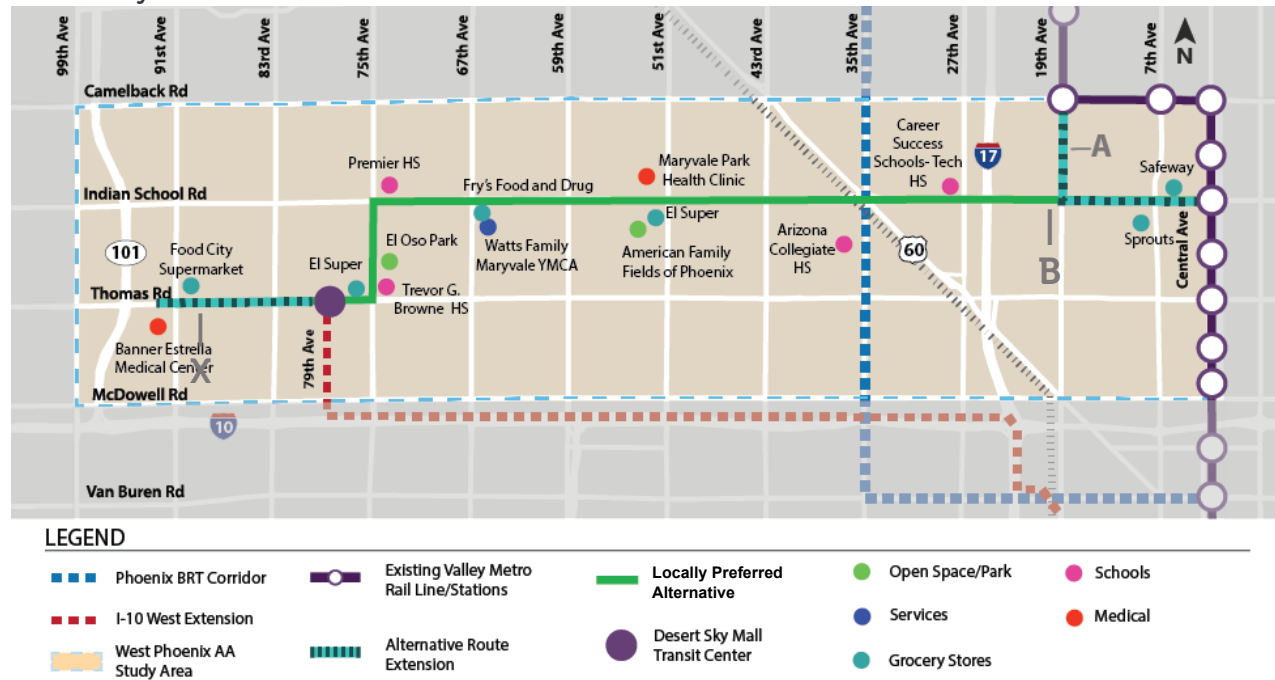 99th Ave
91st Ave
83rd Ave
75th Ave
67th Ave
59th Ave
51st Ave
43rd Ave
35th Ave
27th Ave
19th Ave
7th Ave
N
Camelback Rd
Career
Success
Schools- Tech
HS
17
A
Premier HS
Maryvale Park
Health Clinic
Safeway
Indian School Rd
Fry's Food and Drug
El Super
Sprouts
Central Ave
101
Food City
Supermarket
El Super
El Oso Park
Watts Family
Maryvale YMCA
American Family
Fields of Phoenix
Arizona
Collegiate
HS
60
B
Thomas Rd
Trevor G.
Browne HS
Banner Estrella
Medical Center
X
79th Ave
McDowell Rd
10
Van Buren Rd
LEGEND
Phoenix BRT Corridor
I-10 West Extension
West Phoenix AA
Study Area
Existing Valley Metro
Rail Line/Stations
Alternative Route
Extension
Locally Preferred
Alternative
Desert Sky Mall
Transit Center
Open Space/Park
Services
Grocery Stores
Schools
Medical